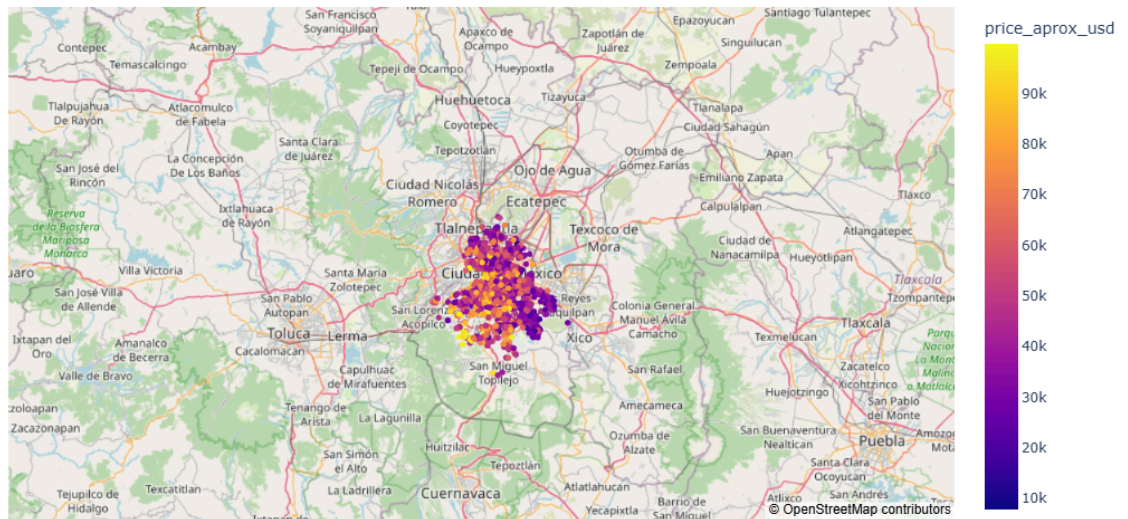 San Francisco
Soyaniquilpan
Apaxco de
Ocampo
Zapotlán de
Juárez
Epazoyucan
Santiago Tulantepec
Singuilucan
Contepec
Acambay
Temascalcingo
Tepeji de Ocampo
Hueypoxtla
Zempoala
Tlalpujahua
De Rayón
Atlacomulco
de Fabela
Huehuetoca
Tizayuca
Tlanalapa
Ciudad Sahagún
Coyotepec
Santa Clara
de Juárez
Tepotzotlán
Otumba de
Gómez Farías
Apan
San José del
Rincón
La Concepción
De Los Baños
Ciudad Nicolás
Romero
Ojo de Agua
Emiliano Zapata
Tlaxco
Ecatepec
Calpulalpan
Reserva
de la Biosfera
Mariposa
Monarca
Ixtlahuaca
de Rayón
Texcoco de
Mora
Atlangatepec
Ciudad de
Nanacamilpa
Hueyotlipan
Villa Victoria
Santa María
Zolotepec
Tlaxcala
San José Villa
de Allende
San Pablo
Autopan
Reyes
Colonia General
Manuel Ávila
Camacho
Toluca
Lerma
Acopilco
Xico
Texmelucan
Tlaxcala
Ixtapan del
Oro
Amanalco
de Becerra
Cacalomacán
Valle de Bravo
Capulhuac
de Mirafuentes
San Miguel
Topilejo
San Rafael
Zacatelco
Xicohtzinco
Huejotzingo
San Pablo
del Monte
Tenango de
Arista
La Lagunilla
Amecameca
Zacazonapan
San Simón
el Alto
Huitzilac
Ozumba de
Alzate
San Buenaventura
Nealtican
Puebla
Tepoztlán
Santa Clara
Ocoyucan
Tejupilco de
Hidalgo
Texcatitlan
La Ladrillera
Cuernavaca
Atlatlahucan
Yecapixtla
Barrio de
San Miguel
Atlixco
San Andrés
© OpenStreetMap contributors
price_aprox_usd
90k
80k
70k
60k
50k
40k
30k
20k
10k